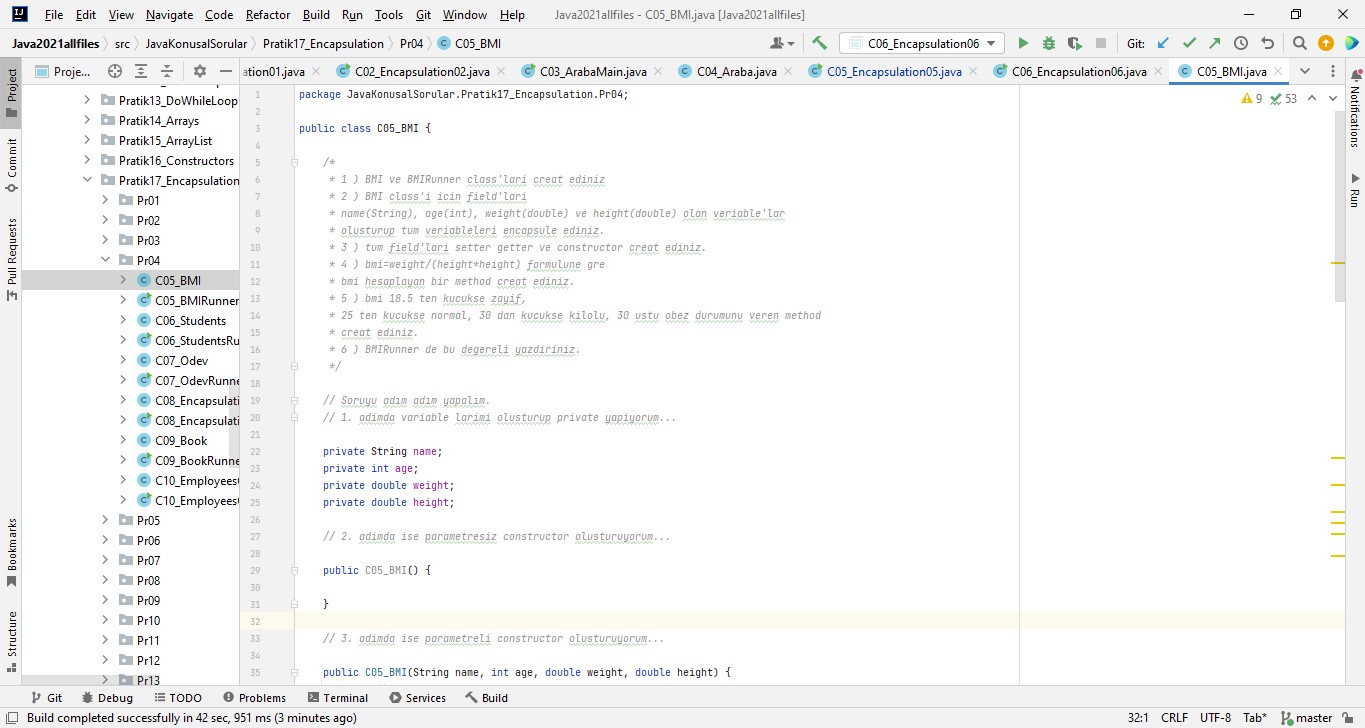 File Edit View Navigate Code Refactor Build Run Tools Git Window Help Java2021allfiles - C05_BMI.java [Java2021allfiles]
Java2021allfiles src JavaKonusalSorular Pratik17_Encapsulation Pr04 C05_BMI C06_Encapsulation06 Git:
Proje... ation01.java C02_Encapsulation02.java C03_ArabaMain.java C04_Araba.java C05_Encapsulation05.java C06_Encapsulation06.java C05_BMI.java
Project
Commit
Pull Requests
Bookmarks
Structure
Pratik13_DoWhileLoop
Pratik14_Arrays
Pratik15_ArrayList
Pratik16_Constructors
Pratik17_Encapsulation
Pr01
Pr02
Pr03
Pr04
C05_BMI
C05_BMIRunner
C06_Students
C06_StudentsRu
C07_Odev
C07_OdevRunne
C08_Encapsulati
C08_Encapsulati
C09_Book
C09_BookRunne
C10_Employees
C10_Employees
Pr05
Pr06
Pr07
Pr08
Pr09
Pr10
Pr11
Pr12
Pr13
9 53
1 package JavaKonusalSorular.Pratik17_Encapsulation.Pr04;
2
3 public class C05_BMI {
4
5 /*
6 * 1 ) BMI ve BMIRunner class'lari creat ediniz
7 * 2 ) BMI class'i icin field'lari
8 * name(String), age(int), weight(double) ve height(double) olan veriable'lar
9 * olusturup tum veriableleri encapsule ediniz.
10 * 3 ) tum field'lari setter getter ve constructor creat ediniz.
11 * 4 ) bmi=weight/(height*height) formulune gre
12 * bmi hesaplayan bir method creat ediniz.
13 * 5 ) bmi 18.5 ten kucukse zayif,
14 * 25 ten kucukse normal, 30 dan kucukse kilolu, 30 ustu obez durumunu veren method
15 * creat ediniz.
16 * 6 ) BMIRunner de bu degereli yazdiriniz.
17 */
18
19 // Soruyu adım adım yapalım.
20 // 1. adimda variable larimi olusturup private yapiyorum...
21
22 private String name;
23 private int age;
24 private double weight;
25 private double height;
26
27 // 2. adimda ise parametresiz constructor olusturuyorum...
28
29 public C05_BMI() {
30
31 }
32
33 // 3. adimda ise parametreli constructor olusturuyorum...
34
35 public C05_BMI(String name, int age, double weight, double height) {
Notifications
Run
Git Debug TODO Problems Terminal Services Build
Build completed successfully in 42 sec, 951 ms (3 minutes ago) 32:1 CRLF UTF-8 Tab* master